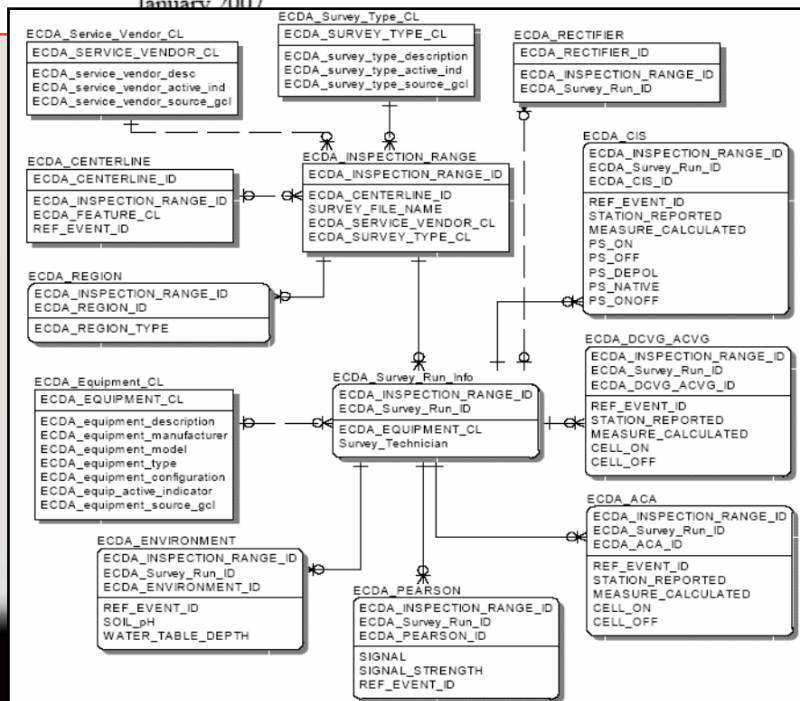 January 2007
ECDA_Service_Vendor_CL
ECDA_SERVICE_VENDOR_CL
ECDA_service_vendor_desc
ECDA_service_vendor_active_ind
ECDA_service_vendor_source_gcl
ECDA_Survey_Type_CL
ECDA_SURVEY_TYPE_CL
ECDA_survey_type_description
ECDA_survey_type_active_ind
ECDA_survey_type_source_gcl
ECDA_RECTIFIER
ECDA_RECTIFIER_ID
ECDA_INSPECTION_RANGE_ID
ECDA_Survey_Run_ID
ECDA_CENTERLINE
ECDA_CENTERLINE_ID
ECDA_INSPECTION_RANGE_ID
ECDA_FEATURE_CL
REF_EVENT_ID
ECDA_INSPECTION_RANGE
ECDA_INSPECTION_RANGE_ID
ECDA_CENTERLINE_ID
SURVEY_FILE_NAME
ECDA_SERVICE_VENDOR_CL
ECDA_SURVEY_TYPE_CL
ECDA_CIS
ECDA_INSPECTION_RANGE_ID
ECDA_Survey_Run_ID
ECDA_CIS_ID
REF_EVENT_ID
STATION_REPORTED
MEASURE_CALCULATED
PS_ON
PS_OFF
PS_DEPOL
PS_NATIVE
PS_ONOFF
ECDA_REGION
ECDA_INSPECTION_RANGE_ID
ECDA_REGION_ID
ECDA_REGION_TYPE
ECDA_DCVG_ACVG
ECDA_INSPECTION_RANGE_ID
ECDA_Survey_Run_ID
ECDA_DCVG_ACVG_ID
REF_EVENT_ID
STATION_REPORTED
MEASURE_CALCULATED
CELL_ON
CELL_OFF
ECDA_Equipment_CL
ECDA_EQUIPMENT_CL
ECDA_equipment_description
ECDA_equipment_manufacturer
ECDA_equipment_model
ECDA_equipment_type
ECDA_equipment_configuration
ECDA_equip_active_indicator
ECDA_equipment_source_gcl
ECDA_Survey_Run_Info
ECDA_INSPECTION_RANGE_ID
ECDA_Survey_Run_ID
ECDA_EQUIPMENT_CL
Survey_Technician
ECDA_ACA
ECDA_INSPECTION_RANGE_ID
ECDA_Survey_Run_ID
ECDA_ACA_ID
REF_EVENT_ID
STATION_REPORTED
MEASURE_CALCULATED
CELL_ON
CELL_OFF
ECDA_ENVIRONMENT
ECDA_INSPECTION_RANGE_ID
ECDA_Survey_Run_ID
ECDA_ENVIRONMENT_ID
REF_EVENT_ID
SOIL_pH
WATER_TABLE_DEPTH
ECDA_PEARSON
ECDA_INSPECTION_RANGE_ID
ECDA_Survey_Run_ID
ECDA_PEARSON_ID
SIGNAL
SIGNAL_STRENGTH
REF_EVENT_ID